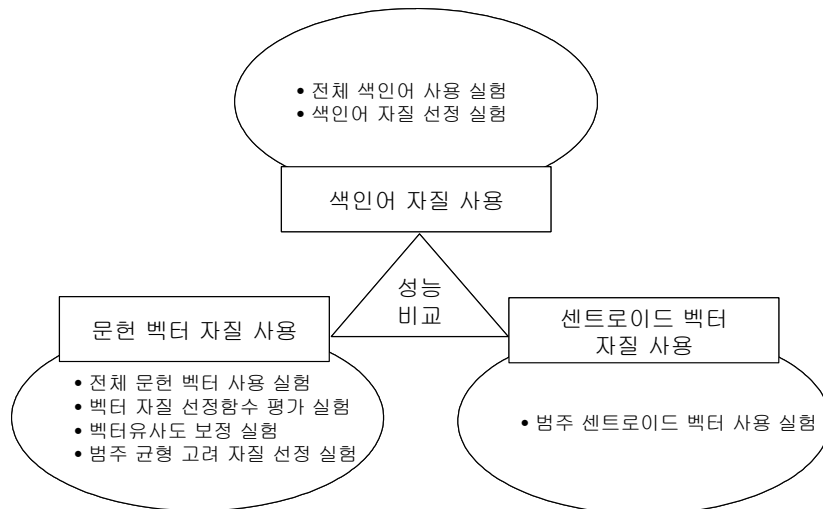 • 전체 색인어 사용 실험
• 색인어 자질 선정 실험
색인어 자질 사용
성능
비교
문헌 벡터 자질 사용
• 전체 문헌 벡터 사용 실험
• 벡터 자질 선정함수 평가 실험
• 벡터유사도 보정 실험
• 범주 균형 고려 자질 선정 실험
센트로이드 벡터
자질 사용
• 범주 센트로이드 벡터 사용 실험